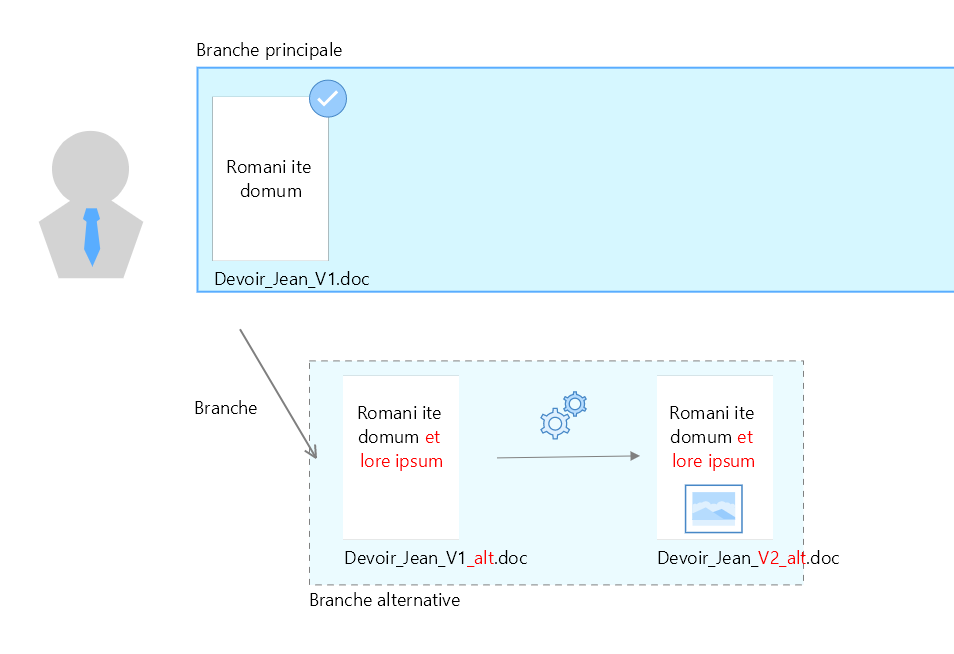 Branche principale
Romani ite
domum
Devoir_Jean_V1.doc
Branche
Romani ite
domum et
lore ipsum
Romani ite
domum et
lore ipsum
Devoir_Jean_V1_alt.doc
Devoir_Jean_V2_alt.doc
Branche alternative